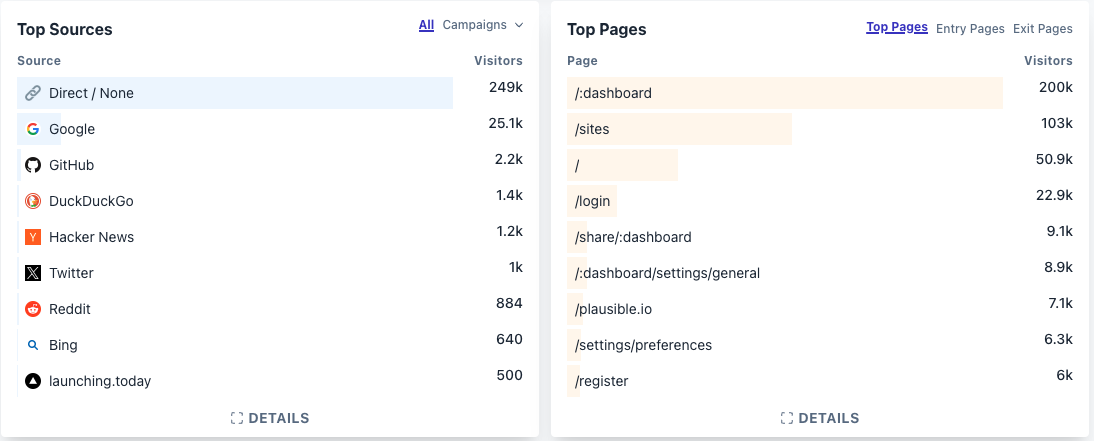 Top Sources
All Campaigns
Source Visitors
Direct / None 249k
Google 25.1k
GitHub 2.2k
DuckDuckGo 1.4k
Hacker News 1.2k
Twitter 1k
Reddit 884
Bing 640
launching.today 500
DETAILS
Top Pages
Top Pages Entry Pages Exit Pages
Page Visitors
/:dashboard 200k
/sites 103k
/ 50.9k
/login 22.9k
/share/:dashboard 9.1k
/:dashboard/settings/general 8.9k
/plausible.io 7.1k
/settings/preferences 6.3k
/register 6k
DETAILS